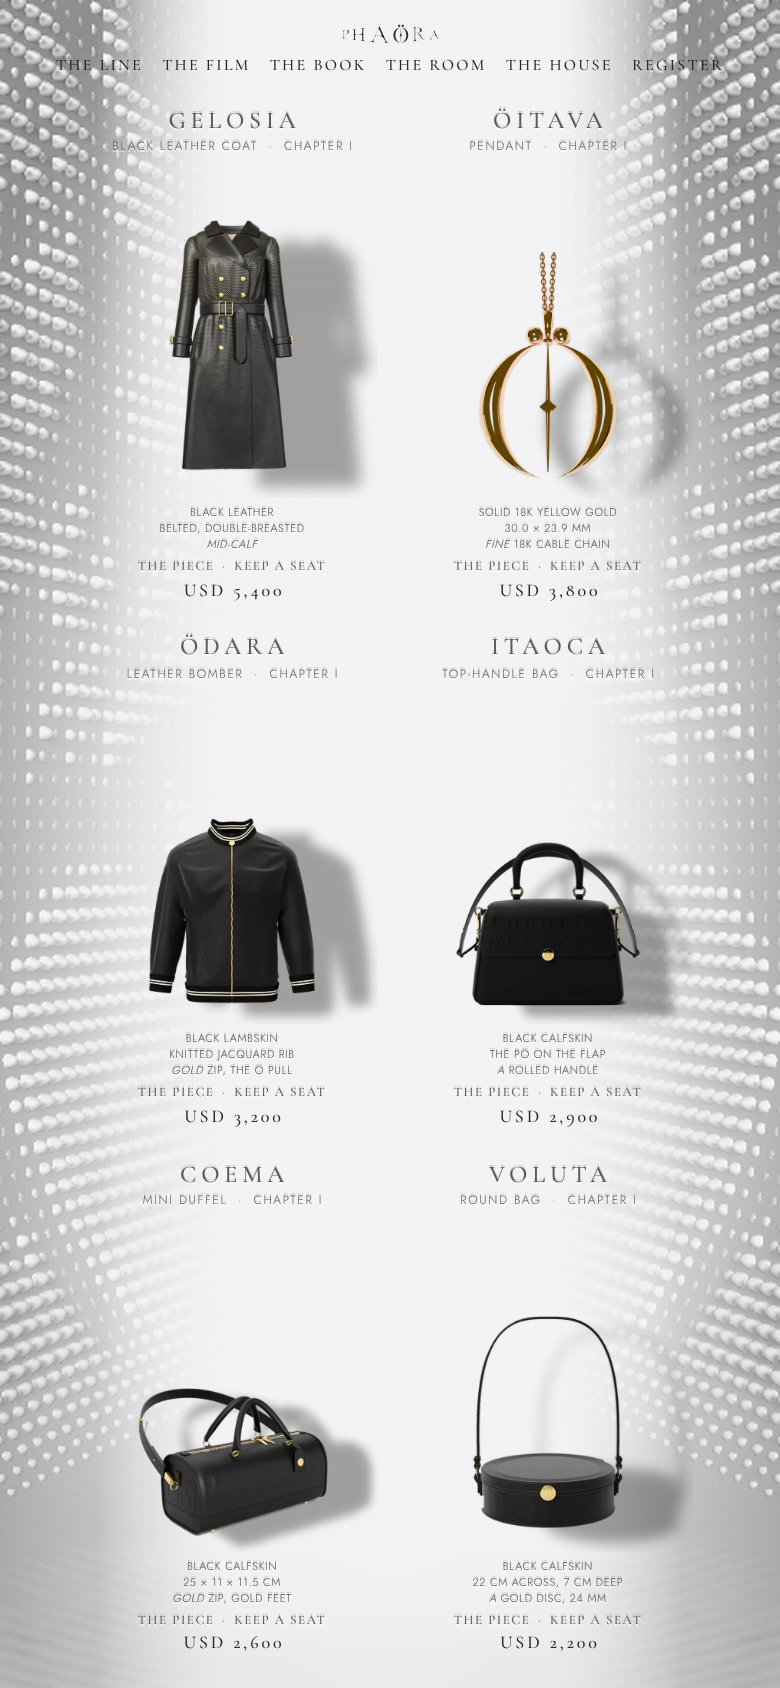 PHAÖRA
THE LINE THE FILM THE BOOK THE ROOM THE HOUSE REGISTER
GELOSIA
BLACK LEATHER COAT · CHAPTER I
ÖITAVA
PENDANT · CHAPTER I
BLACK LEATHER
BELTED, DOUBLE-BREASTED
MID-CALF
THE PIECE · KEEP A SEAT
USD 5,400
SOLID 18K YELLOW GOLD
30.0 × 23.9 MM
FINE 18K CABLE CHAIN
THE PIECE · KEEP A SEAT
USD 3,800
ÖDARA
LEATHER BOMBER · CHAPTER I
ITAOCA
TOP-HANDLE BAG · CHAPTER I
BLACK LAMBSKIN
KNITTED JACQUARD RIB
GOLD ZIP, THE Ö PULL
THE PIECE · KEEP A SEAT
USD 3,200
BLACK CALFSKIN
THE PÖ ON THE FLAP
A ROLLED HANDLE
THE PIECE · KEEP A SEAT
USD 2,900
COEMA
MINI DUFFEL · CHAPTER I
VOLUTA
ROUND BAG · CHAPTER I
BLACK CALFSKIN
25 × 11 × 11.5 CM
GOLD ZIP, GOLD FEET
THE PIECE · KEEP A SEAT
USD 2,600
BLACK CALFSKIN
22 CM ACROSS, 7 CM DEEP
A GOLD DISC, 24 MM
THE PIECE · KEEP A SEAT
USD 2,200